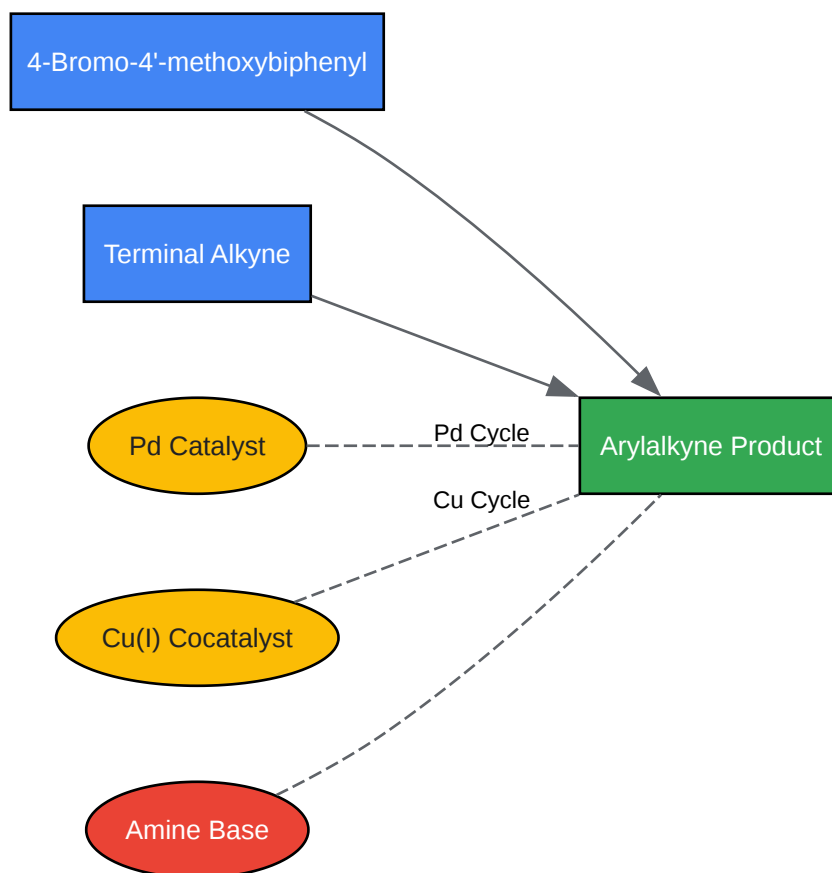 4-Bromo-4'-methoxybiphenyl
Terminal Alkyne
Pd Catalyst
Pd Cycle
Arylalkyne Product
Cu Cycle
Cu(I) Cocatalyst
Amine Base